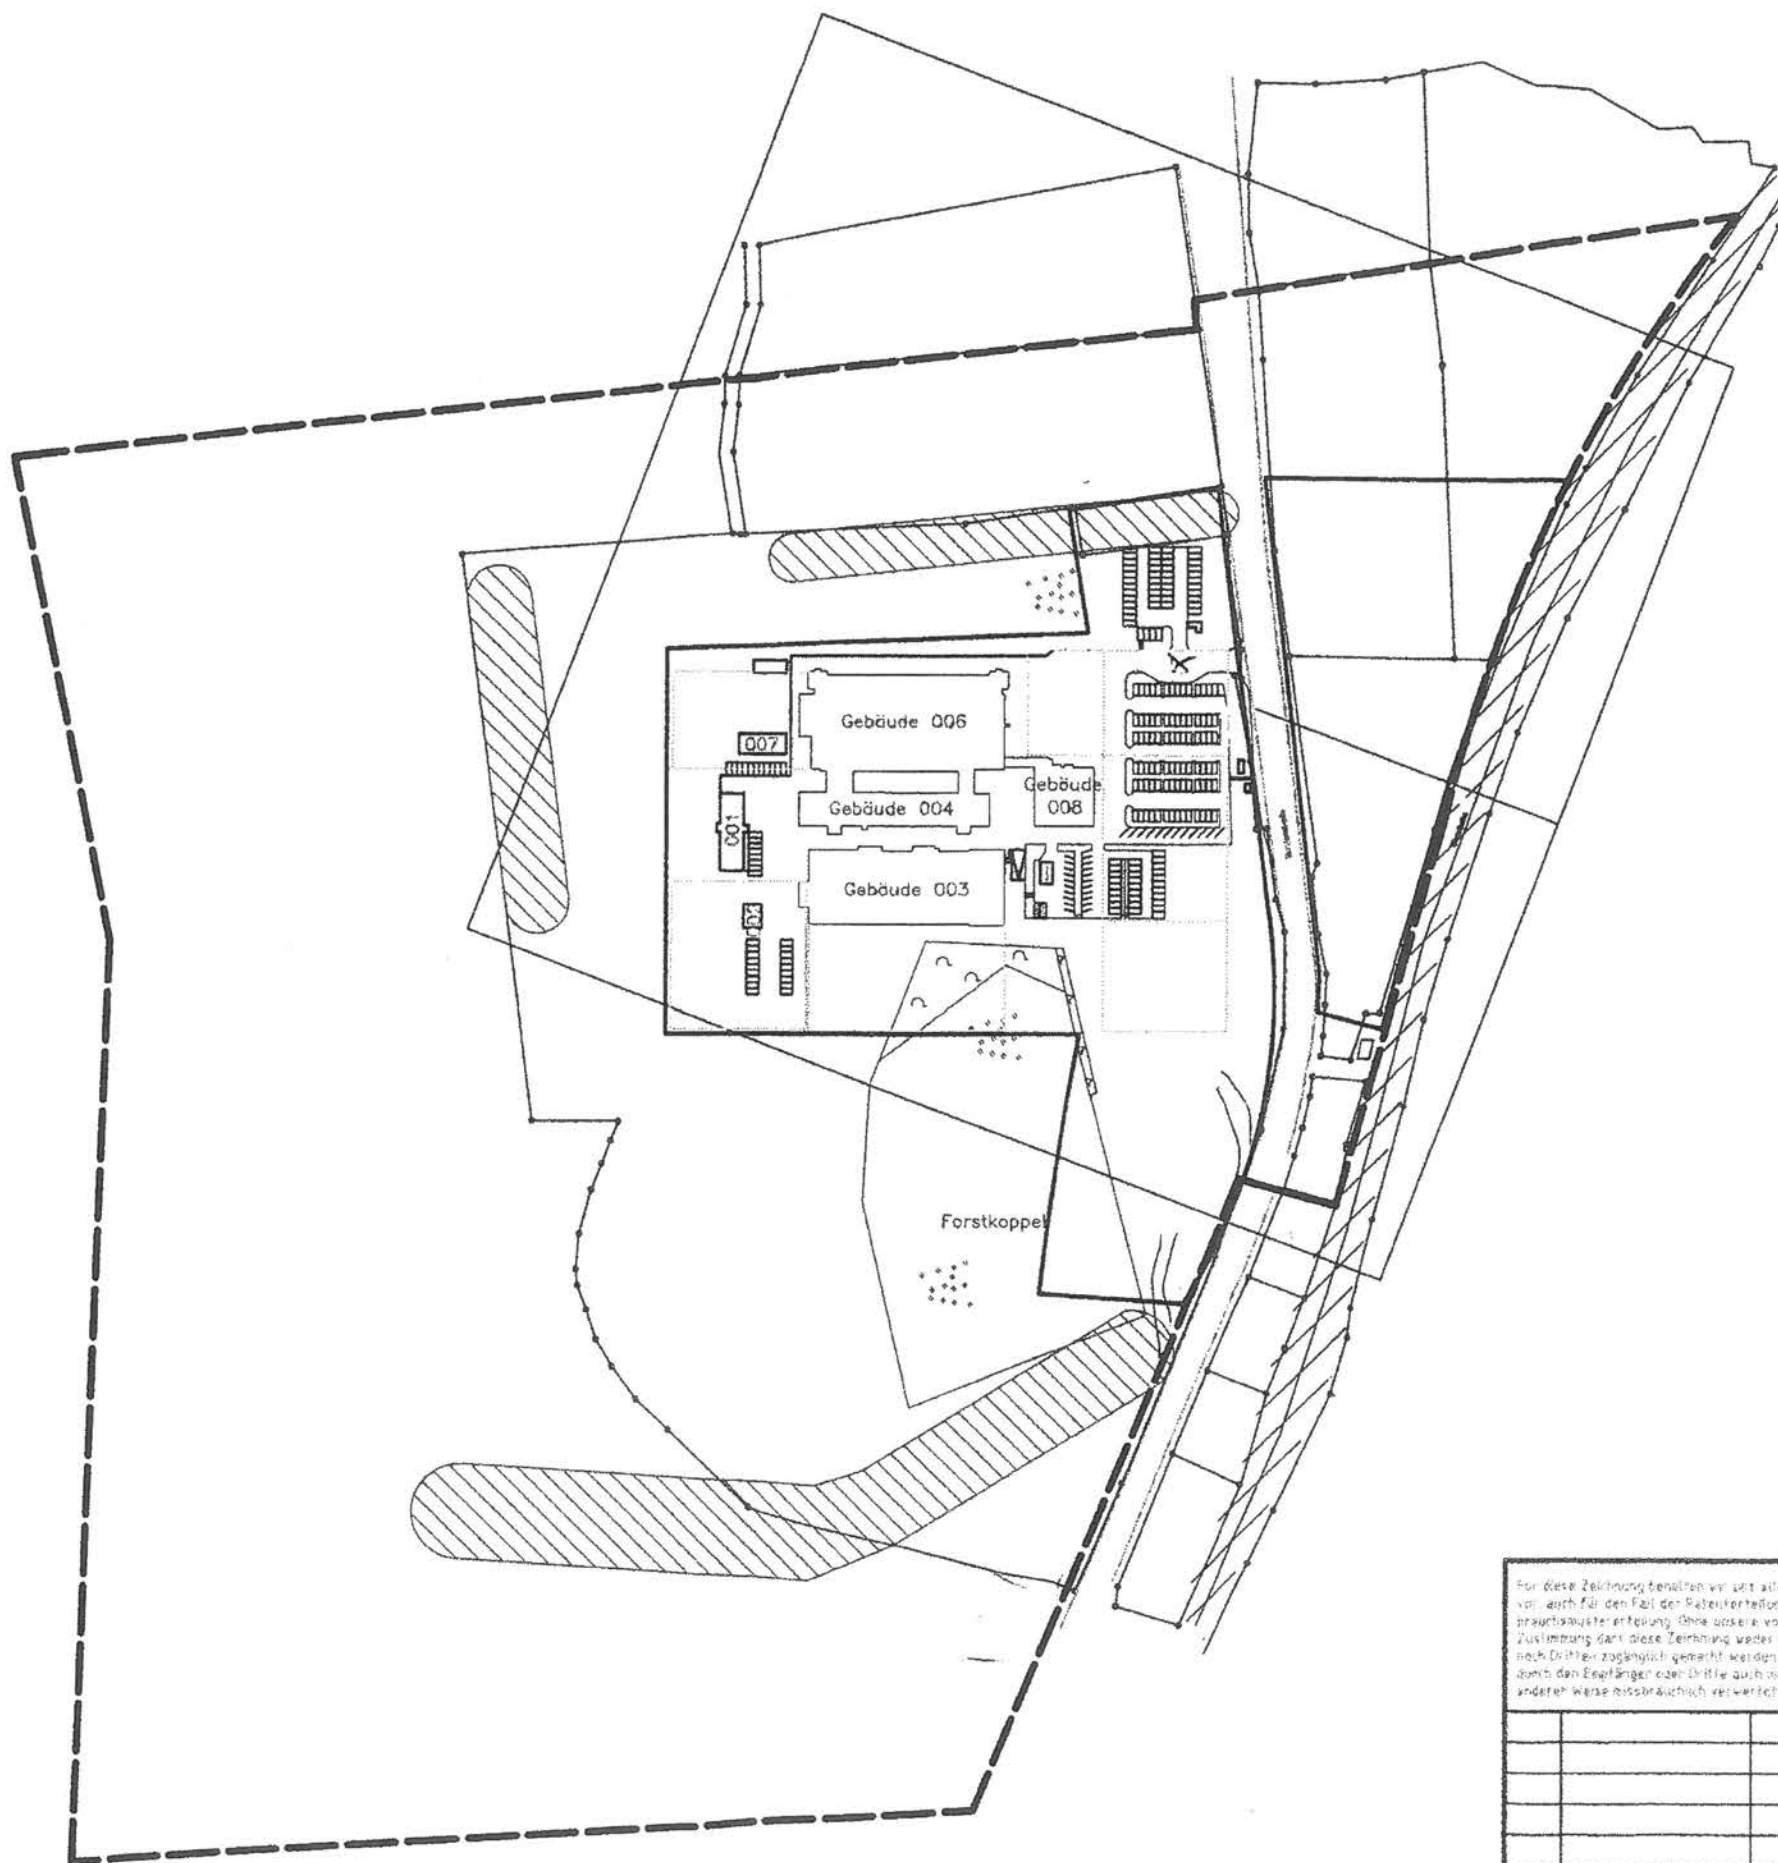 Gebäude 006
007
Gebäude
008
Gebäude 004
001
Gebäude 003
002
Forstkoppel
Für diese Zeichnung behalten wir uns
vor, auch für den Fall der Patenterteilung
Zustimmung darf diese Zeichnung weder
noch Dritten zugänglich gemacht werden
durch den Empfänger oder Dritte auch
anderer Weise missbräuchlich verwertet